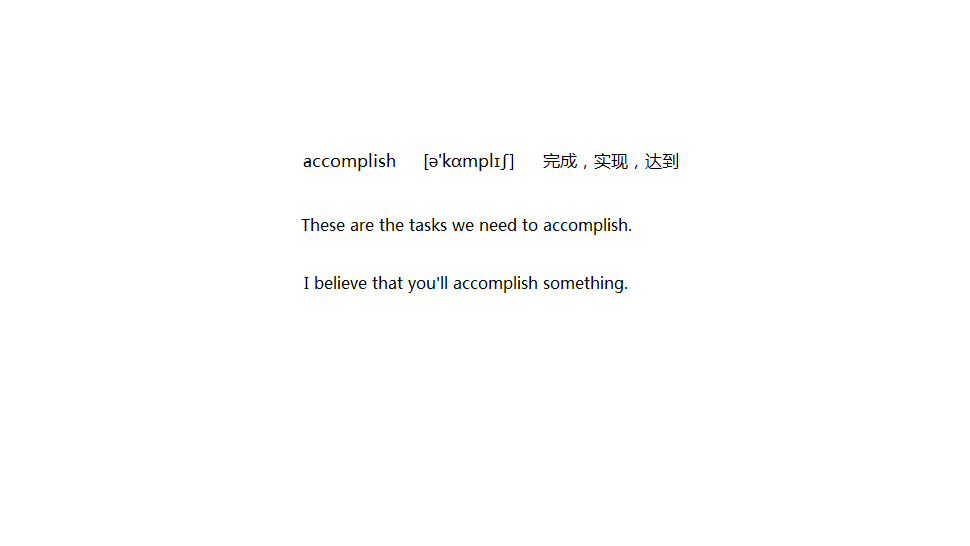 accomplish [ə'kɑmplɪʃ] 完成，实现，达到
These are the tasks we need to accomplish.
I believe that you'll accomplish something.